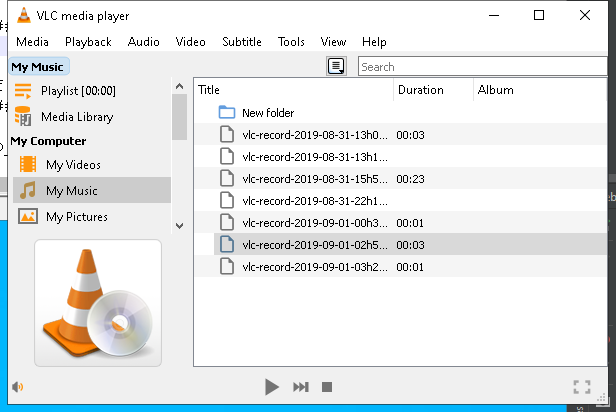 VLC media player
Media Playback Audio Video Subtitle Tools View Help
My Music
Search
Playlist [00:00]
Media Library
My Computer
My Videos
My Music
My Pictures
Title Duration Album
New folder
vlc-record-2019-08-31-13h0... 00:03
vlc-record-2019-08-31-13h1...
vlc-record-2019-08-31-15h5... 00:23
vlc-record-2019-08-31-22h1...
vlc-record-2019-09-01-00h3... 00:01
vlc-record-2019-09-01-02h5... 00:03
vlc-record-2019-09-01-03h2... 00:01